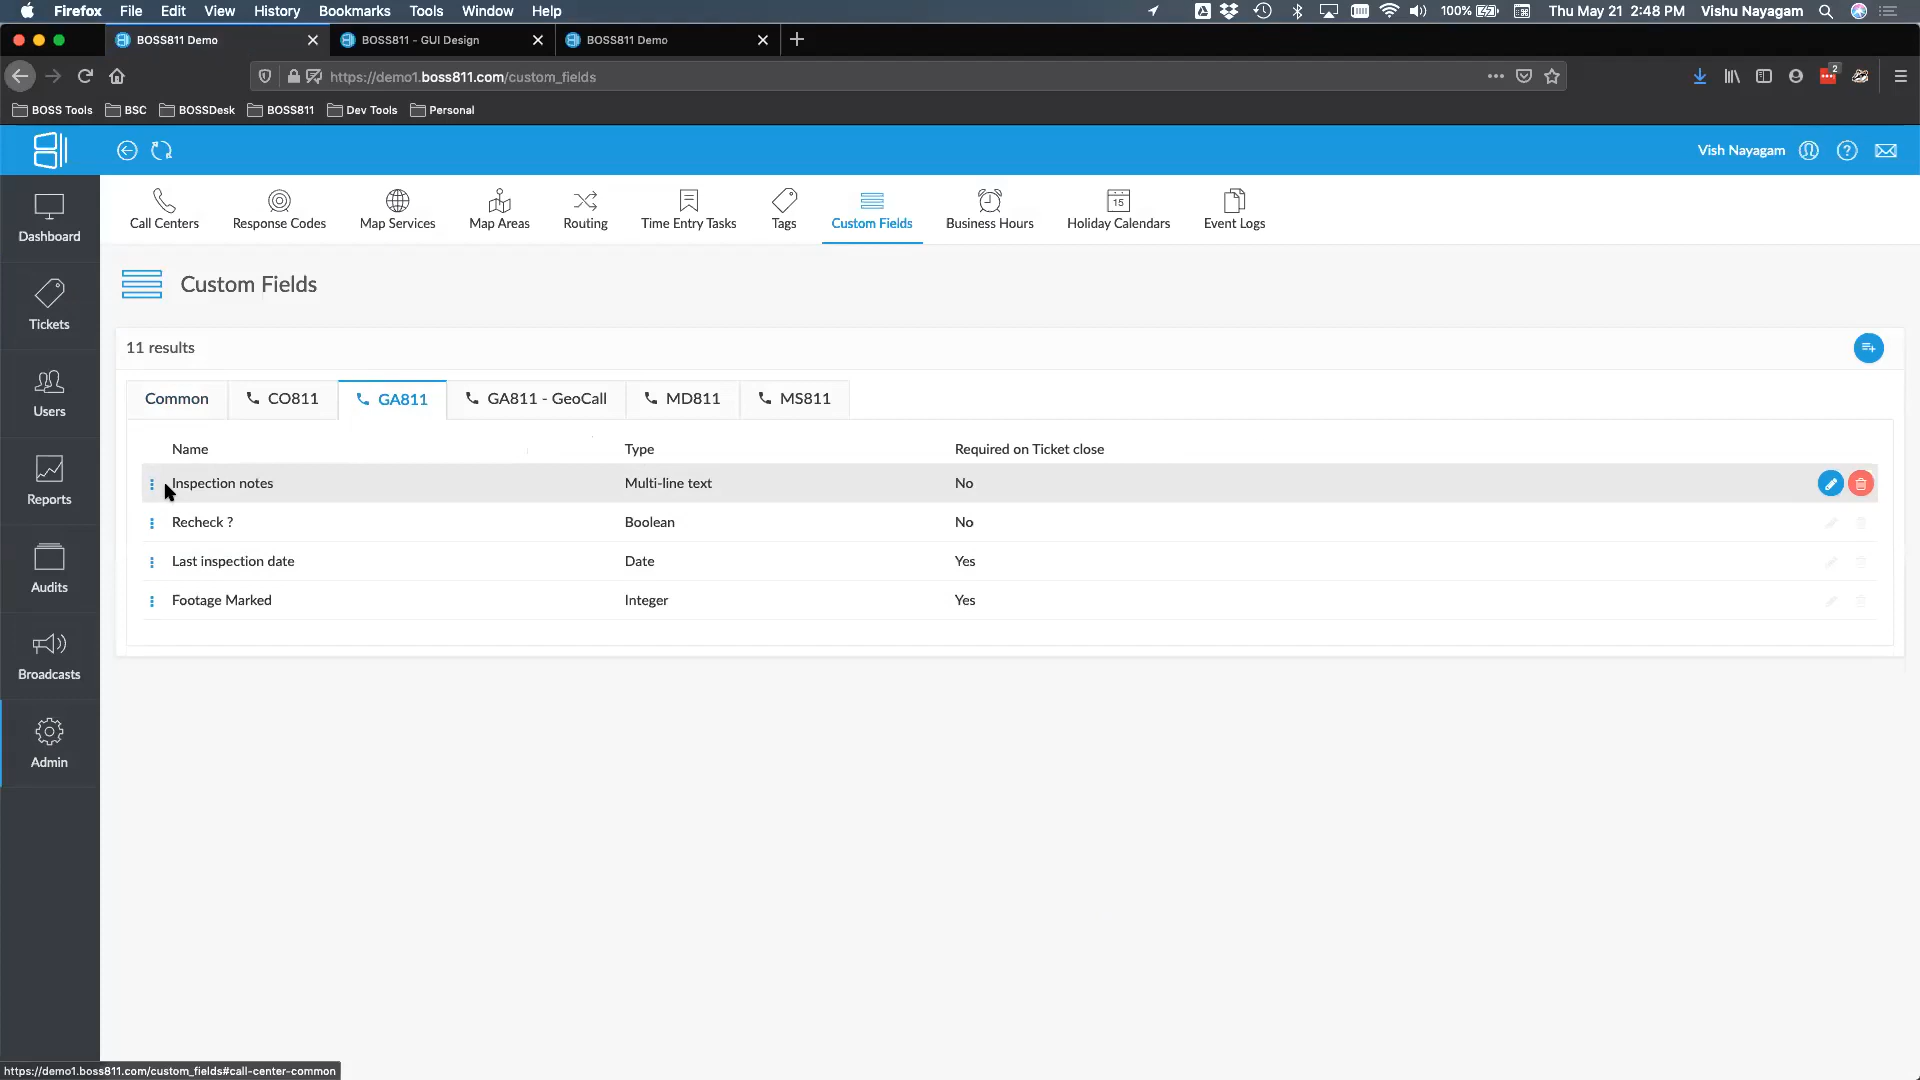 Firefox File Edit View History Bookmarks Tools Window Help 100% Thu May 21 2:48 PM Vishu Nayagam
BOSS811 Demo BOSS811 - GUI Design BOSS811 Demo
https://demo1.boss811.com/custom_fields 2
BOSS Tools BSC BOSSDesk BOSS811 Dev Tools Personal
Vish Nayagam
Call Centers Response Codes Map Services Map Areas Routing Time Entry Tasks Tags Custom Fields Business Hours 15 Holiday Calendars Event Logs
Dashboard
Tickets
Users
Reports
Audits
Broadcasts
Admin
Custom Fields
11 results
Common CO811 GA811 GA811 - GeoCall MD811 MS811
Name Type Required on Ticket close
Inspection notes Multi-line text No
Recheck ? Boolean No
Last inspection date Date Yes
Footage Marked Integer Yes
https://demo1.boss811.com/custom_fields#call-center-common